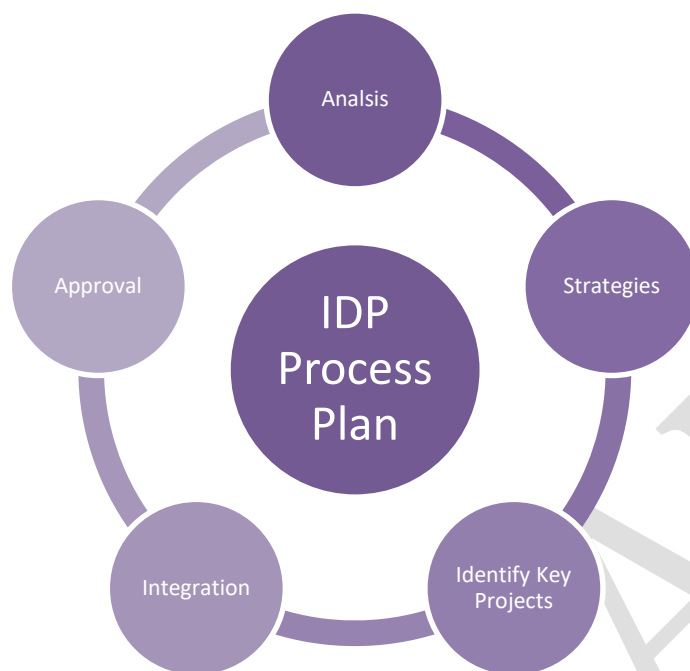 Analsis
Strategies
Identify Key
Projects
Integration
Approval
IDP
Process
Plan